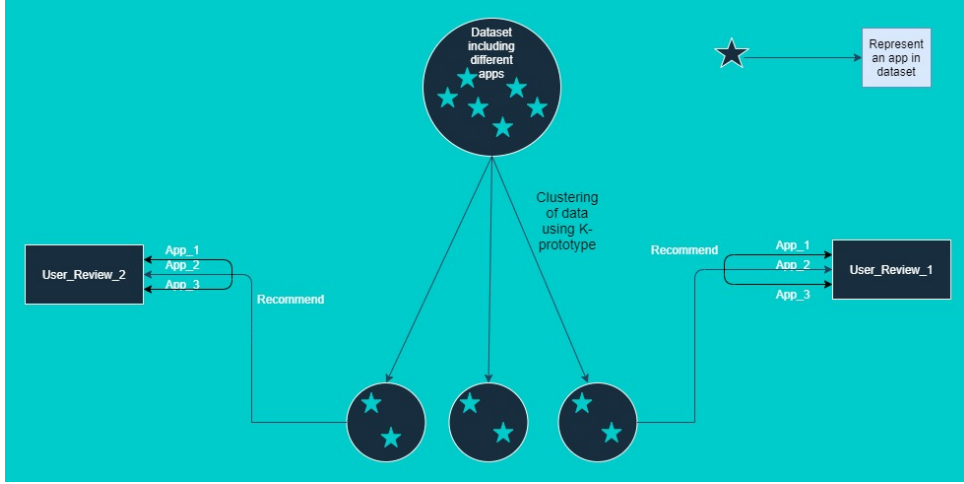 Dataset
including
different
apps
Represent
an app in
dataset
Clustering
of data
using K-
prototype
App_1
User_Review_2
App_2
App_3
Recommend
Recommend
App_1
App_2
User_Review_1
App_3